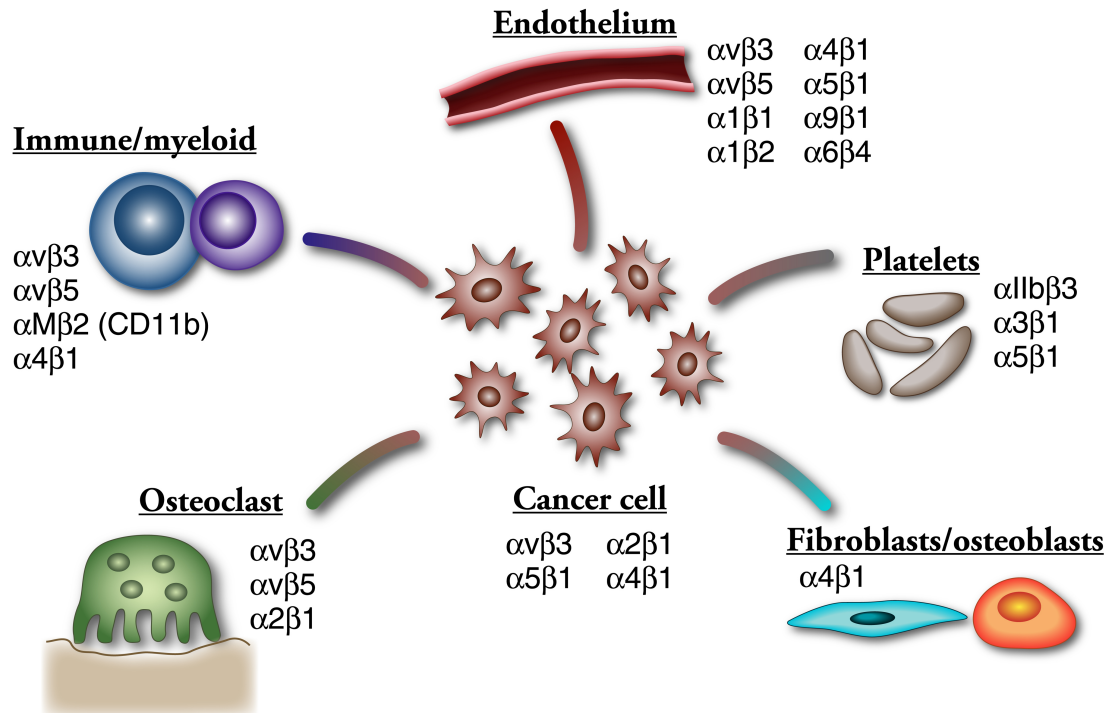 Endothelium
αvβ3 α4β1
αvβ5 α5β1
α1β1 α9β1
α1β2 α6β4
Immune/myeloid
αvβ3
αvβ5
αMβ2 (CD11b)
α4β1
Platelets
αIIbβ3
α3β1
α5β1
Osteoclast
αvβ3
αvβ5
α2β1
Cancer cell
αvβ3 α2β1
α5β1 α4β1
Fibroblasts/osteoblasts
α4β1